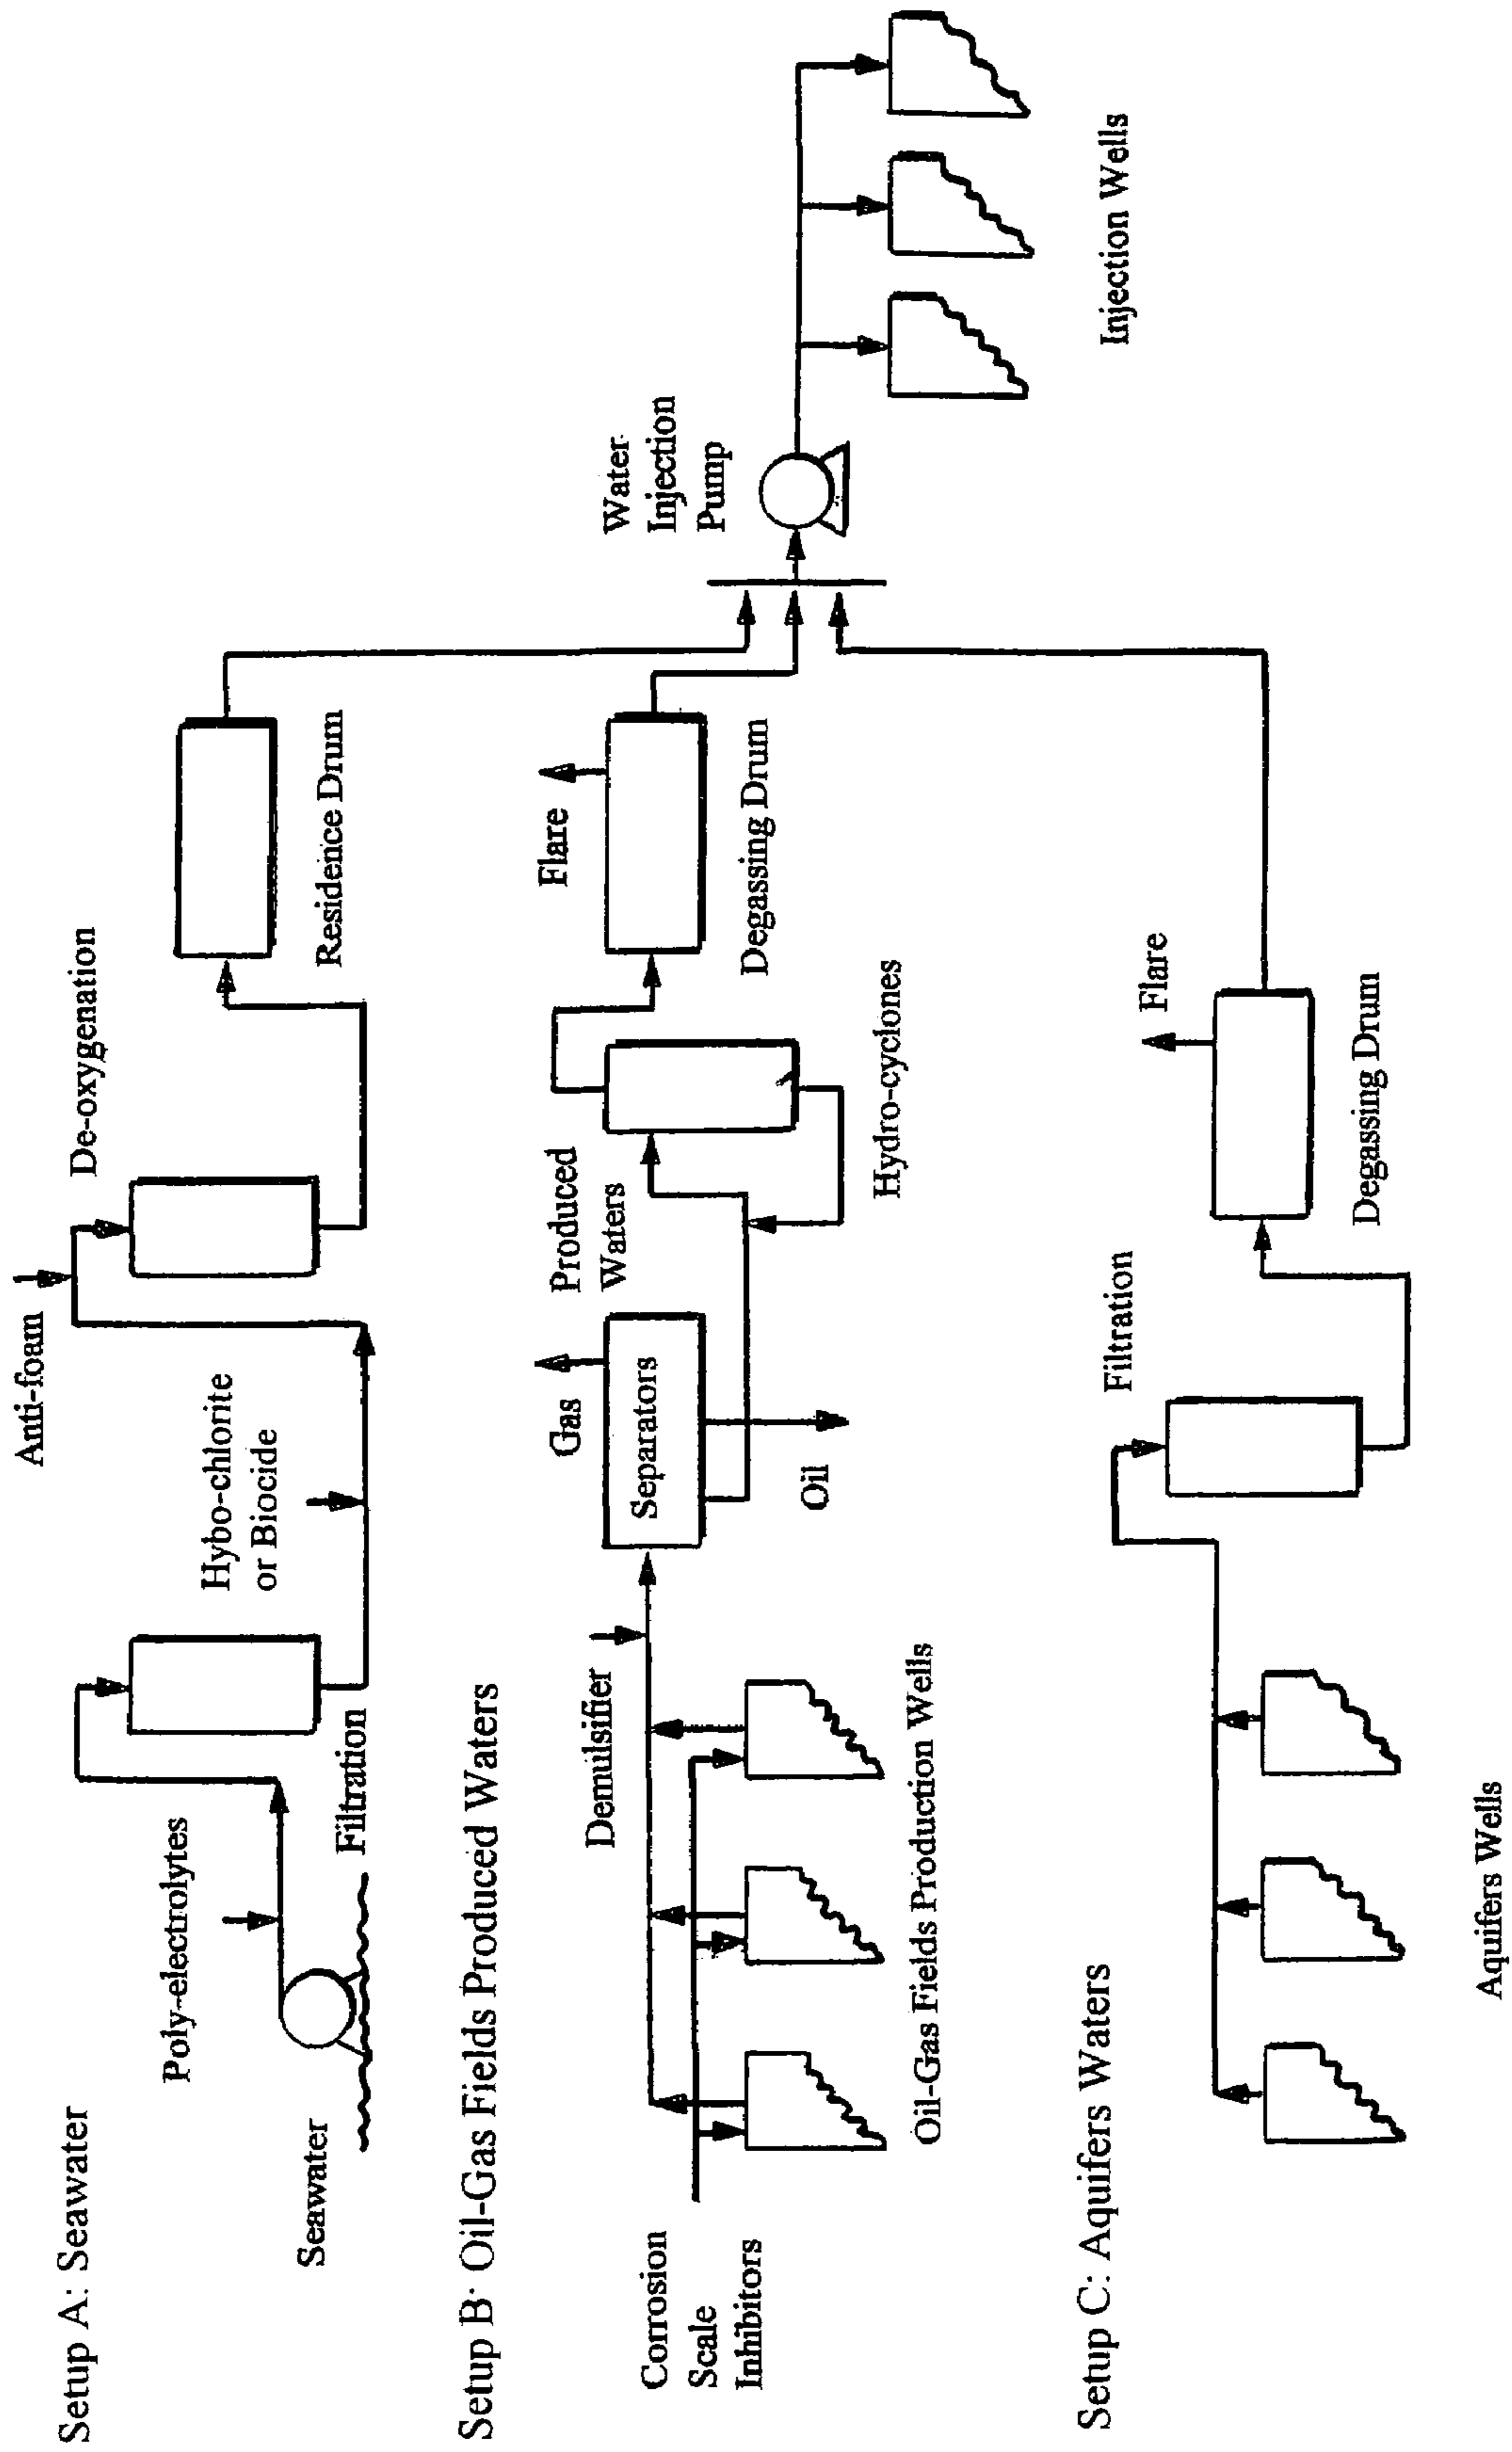 Setup A: Seawater
Anti-foam
De-oxygenation
Poly-electrolytes
Hybo-chlorite
or Biocide
Seawater
Filtration
Residence Drum
Setup B: Oil-Gas Fields Produced Waters
Water
Injection
Pump
Gas
Produced
Waters
Flare
Demulsifier
Separators
Corrosion
Scale
Inhibitors
Oil
Degassing Drum
Hydro-cyclones
Oil-Gas Fields Production Wells
Injection Wells
Setup C: Aquifers Waters
Filtration
Flare
Degassing Drum
Aquifers Wells